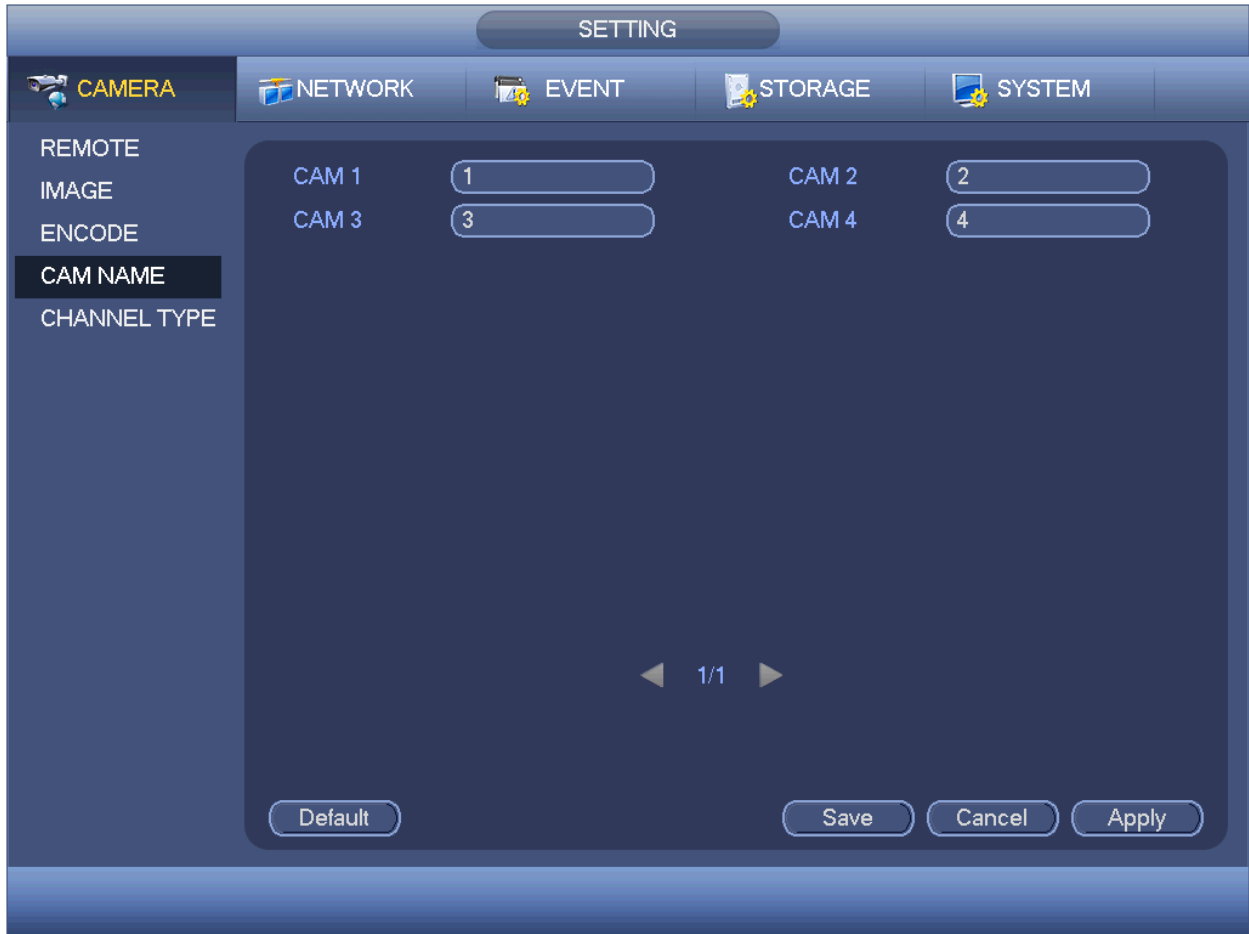 SETTING
CAMERA NETWORK EVENT STORAGE SYSTEM
REMOTE
IMAGE
ENCODE
CAM NAME
CHANNEL TYPE
CAM 1 1 CAM 2 2
CAM 3 3 CAM 4 4
1/1
Default Save Cancel Apply